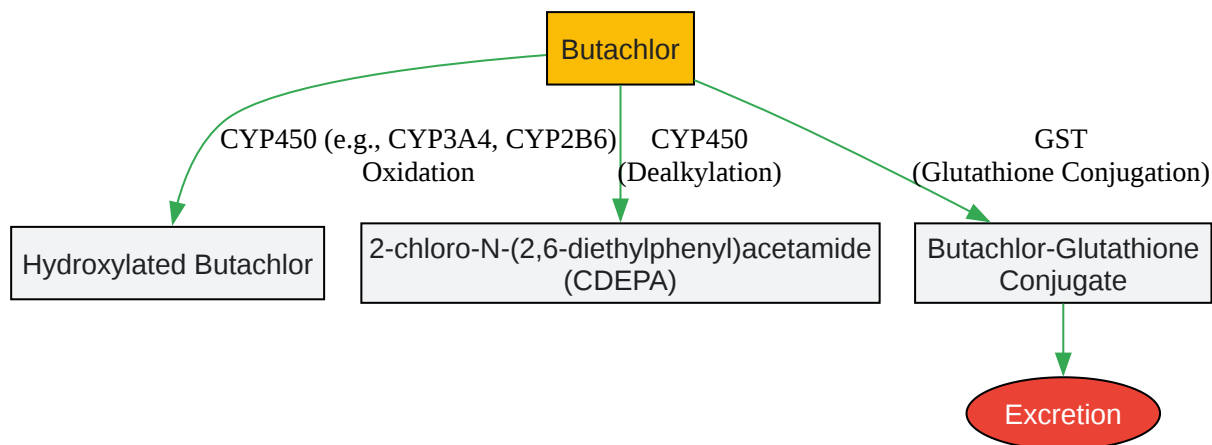 Butachlor
CYP450 (e.g., CYP3A4, CYP2B6)
Oxidation
CYP450
(Dealkylation)
GST
(Glutathione Conjugation)
Hydroxylated Butachlor
2-chloro-N-(2,6-diethylphenyl)acetamide
(CDEPA)
Butachlor-Glutathione
Conjugate
Excretion